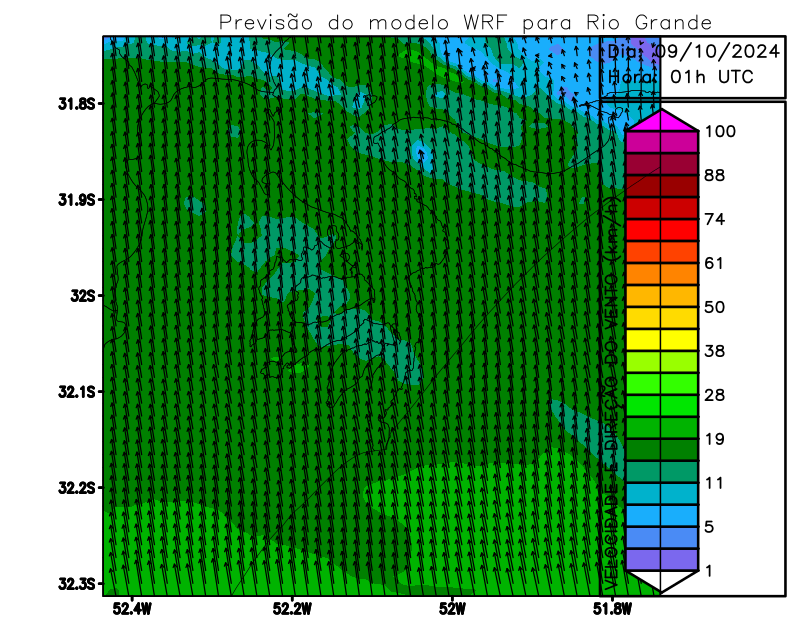 Previsão do modelo WRF para Rio Grande
Dia: 09/10/2024
Hora: 01h UTC
31.8S
31.9S
32S
32.1S
32.2S
32.3S
52.4W
52.2W
52W
51.8W
VELOCIDADE E DIREÇÃO DO VENTO (km/h)
100
88
74
61
50
38
28
19
11
5
1